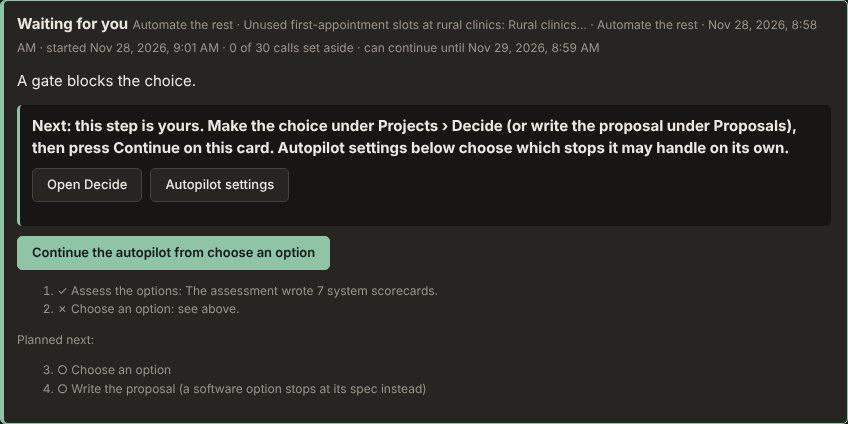 Waiting for you Automate the rest · Unused first-appointment slots at rural clinics: Rural clinics... · Automate the rest · Nov 28, 2026, 8:58
AM · started Nov 28, 2026, 9:01 AM · 0 of 30 calls set aside · can continue until Nov 29, 2026, 8:59 AM
A gate blocks the choice.
Next: this step is yours. Make the choice under Projects › Decide (or write the proposal under Proposals),
then press Continue on this card. Autopilot settings below choose which stops it may handle on its own.
Open Decide Autopilot settings
Continue the autopilot from choose an option
1. ✓ Assess the options: The assessment wrote 7 system scorecards.
2. × Choose an option: see above.
Planned next:
3. ○ Choose an option
4. ○ Write the proposal (a software option stops at its spec instead)